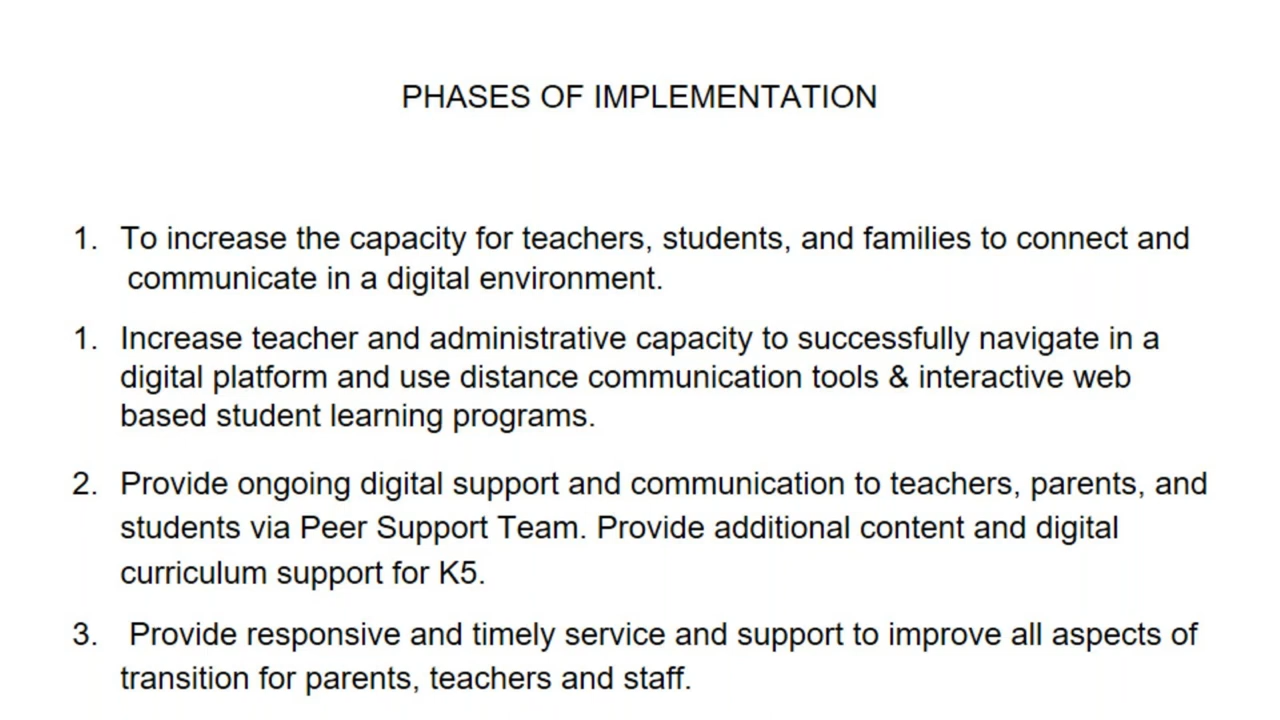 PHASES OF IMPLEMENTATION
1. To increase the capacity for teachers, students, and families to connect and
communicate in a digital environment.
1. Increase teacher and administrative capacity to successfully navigate in a
digital platform and use distance communication tools & interactive web
based student learning programs.
2. Provide ongoing digital support and communication to teachers, parents, and
students via Peer Support Team. Provide additional content and digital
curriculum support for K5.
3. Provide responsive and timely service and support to improve all aspects of
transition for parents, teachers and staff.